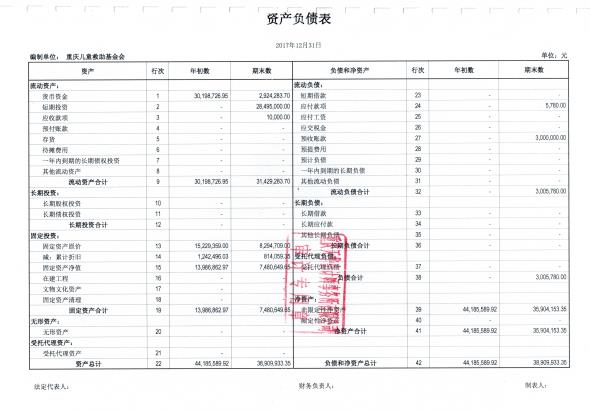 资产负债表
2017年12月31日
编制单位： 重庆儿童救助基金会 单位：元
资产 行次 年初数 期末数 负债和净资产 行次 年初数 期末数
流动资产： 流动负债：
货币资金 1 30,198,726.95 2,924,283.70 短期借款 23 - -
短期投资 2 - 28,495,000.00 应付款项 24 - 5,780.00
应收款项 3 - 10,000.00 应付工资 25 - -
预付账款 4 - - 应交税金 26 - -
存货 5 - - 预收账款 27 - 3,000,000.00
待摊费用 6 - - 预提费用 28 - -
一年内到期的长期债权投资 7 - - 预计负债 29 - -
其他流动资产 8 - - 一年内到期的长期负债 30 - -
流动资产合计 9 30,198,726.95 31,429,283.70 其他流动负债 31 - -
长期投资： 流动负债合计 32 - 3,005,780.00
长期股权投资 10 - - 长期负债：
长期债权投资 11 - - 长期借款 33 - -
长期投资合计 12 - - 长期应付款 34 - -
固定投资： 其他长期负债 35 - -
固定资产原价 13 15,229,359.00 8,294,709.00 长期负债合计 36 - -
减：累计折旧 14 1,242,496.03 814,059.35 受托代理负债：
固定资产净值 15 13,986,862.97 7,480,649.65 受托代理负债 37 - -
在建工程 16 - - 负债合计 38 - 3,005,780.00
文物文化资产 17 - -
固定资产清理 18 - - 净资产：
固定资产合计 19 13,986,862.97 7,480,649.65 非限定性净资产 39 44,185,589.92 35,904,153.35
无形资产： 限定性净资产 40 - -
无形资产 20 - - 净资产合计 41 44,185,589.92 35,904,153.35
受托代理资产：
受托代理资产 21 - -
资产总计 22 44,185,589.92 38,909,933.35 负债和净资产总计 42 44,185,589.92 38,909,933.35
法定代表人： 财务负责人： 制表人：